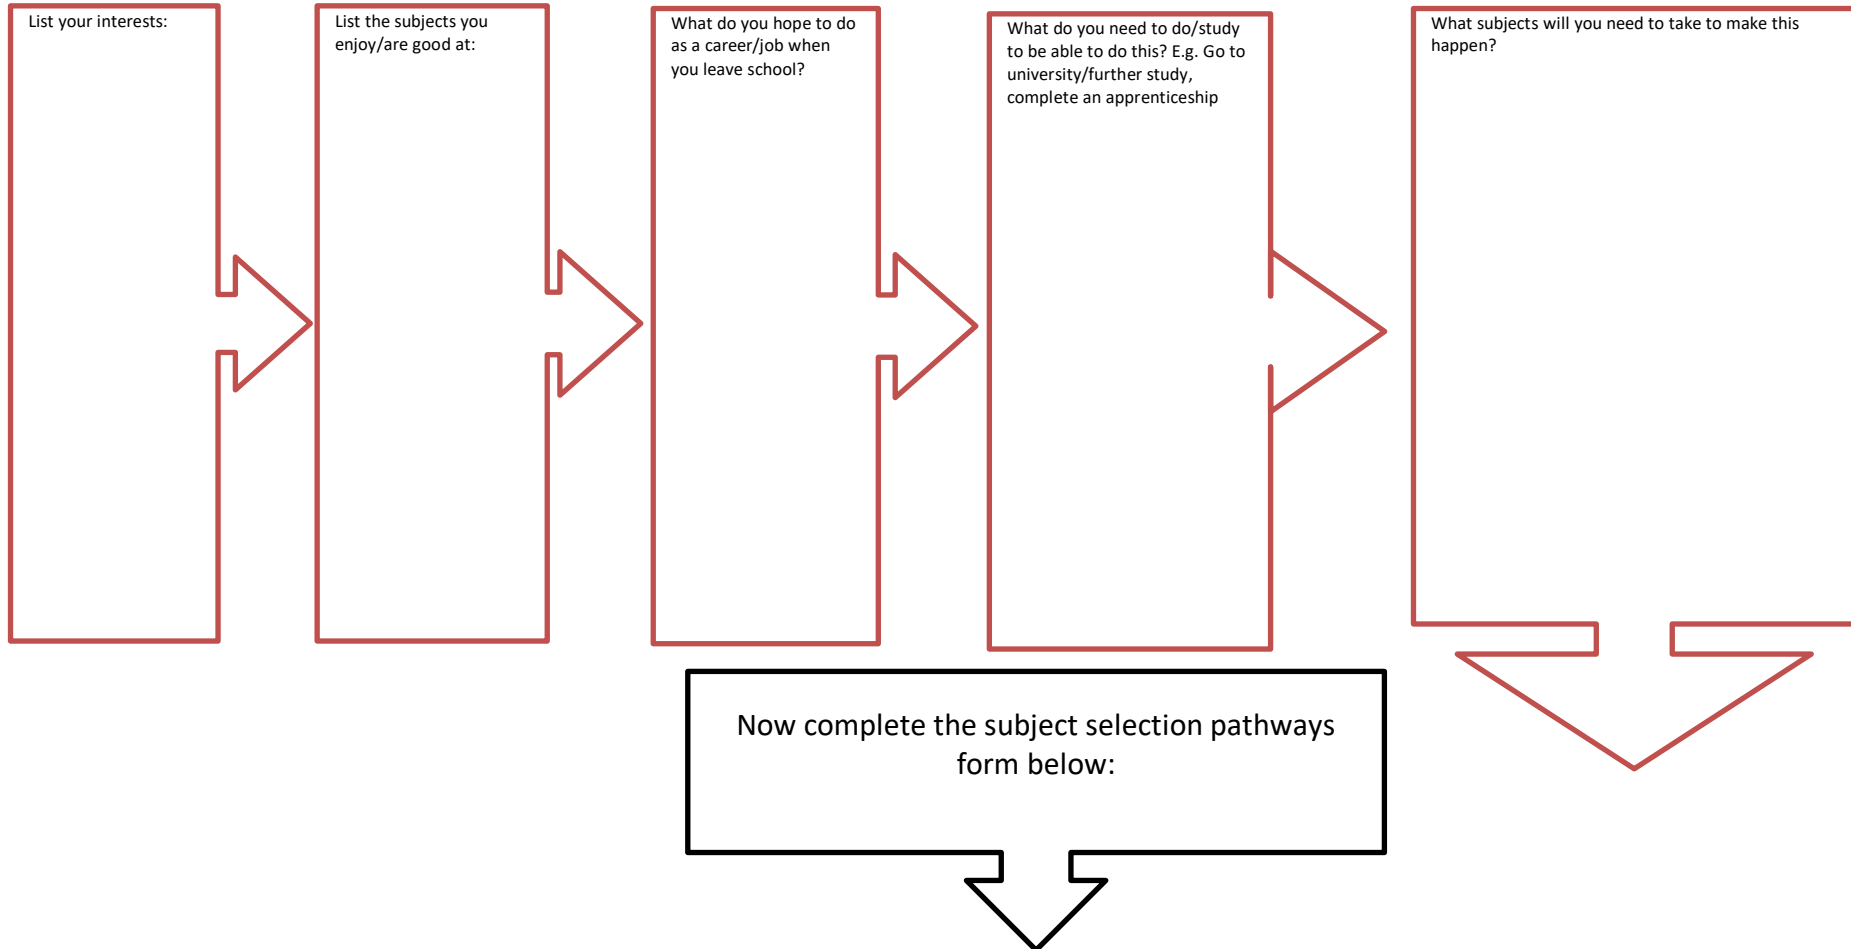 List your interests:
List the subjects you
enjoy/are good at:
What do you hope to do
as a career/job when
you leave school?
What do you need to do/study
to be able to do this? E.g. Go to
university/further study,
complete an apprenticeship
What subjects will you need to take to make this
happen?
Now complete the subject selection pathways
form below: